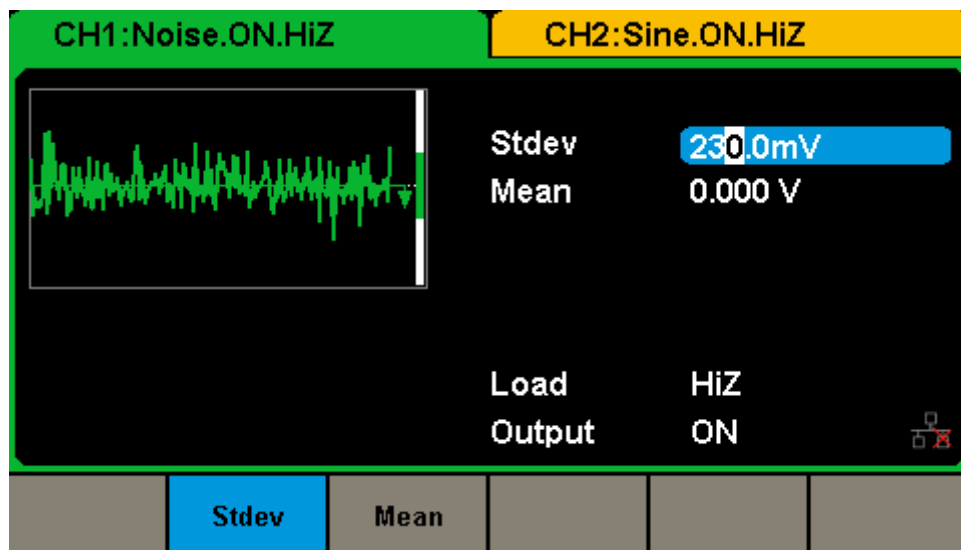 CH1:Noise.ON.HiZ CH2:Sine.ON.HiZ
Stdev 230.0mV
Mean 0.000 V
Load HiZ
Output ON
Stdev Mean